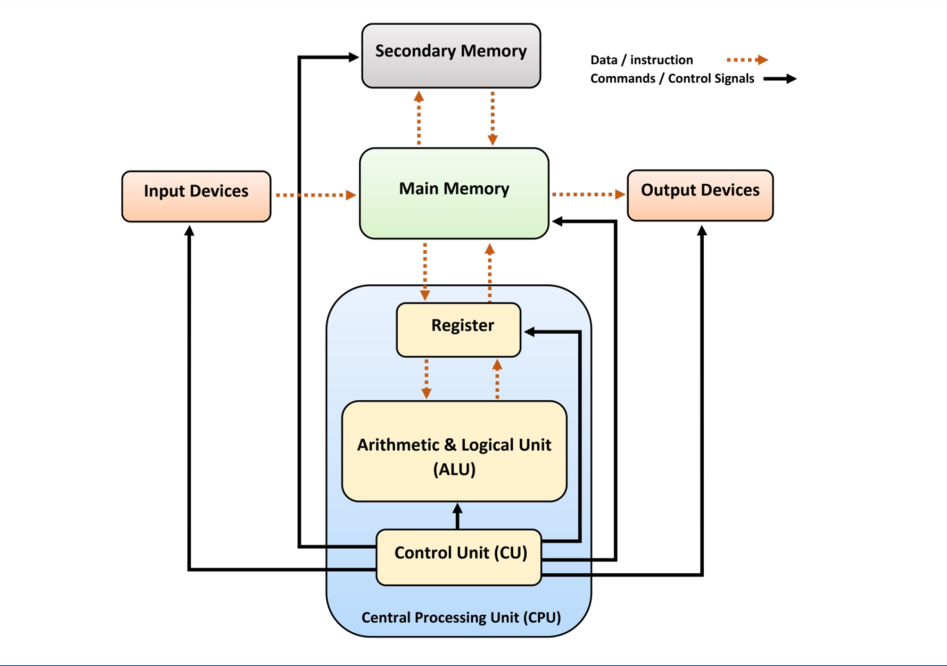 Secondary Memory
Data / instruction
Commands / Control Signals
Input Devices
Main Memory
Output Devices
Register
Arithmetic & Logical Unit
(ALU)
Control Unit (CU)
Central Processing Unit (CPU)